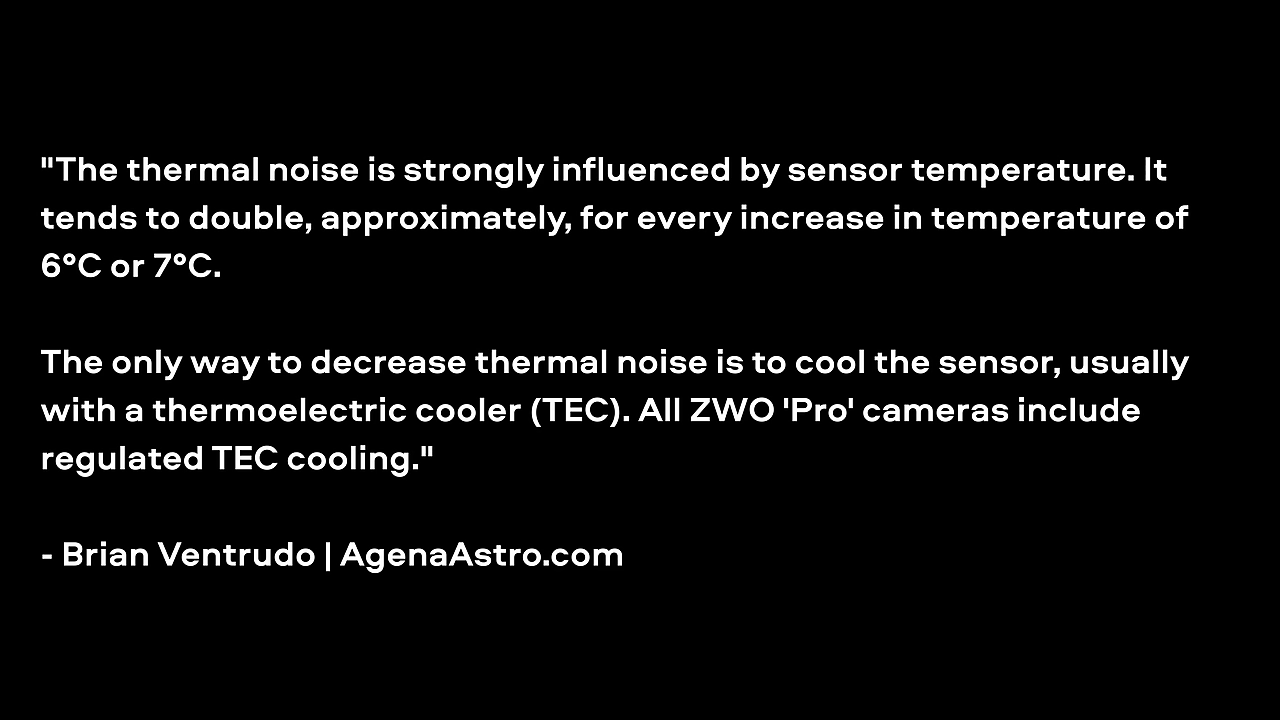 "The thermal noise is strongly influenced by sensor temperature. It
tends to double, approximately, for every increase in temperature of
6°C or 7°C.
The only way to decrease thermal noise is to cool the sensor, usually
with a thermoelectric cooler (TEC). All ZWO 'Pro' cameras include
regulated TEC cooling."
- Brian Ventrudo | AgenaAstro.com